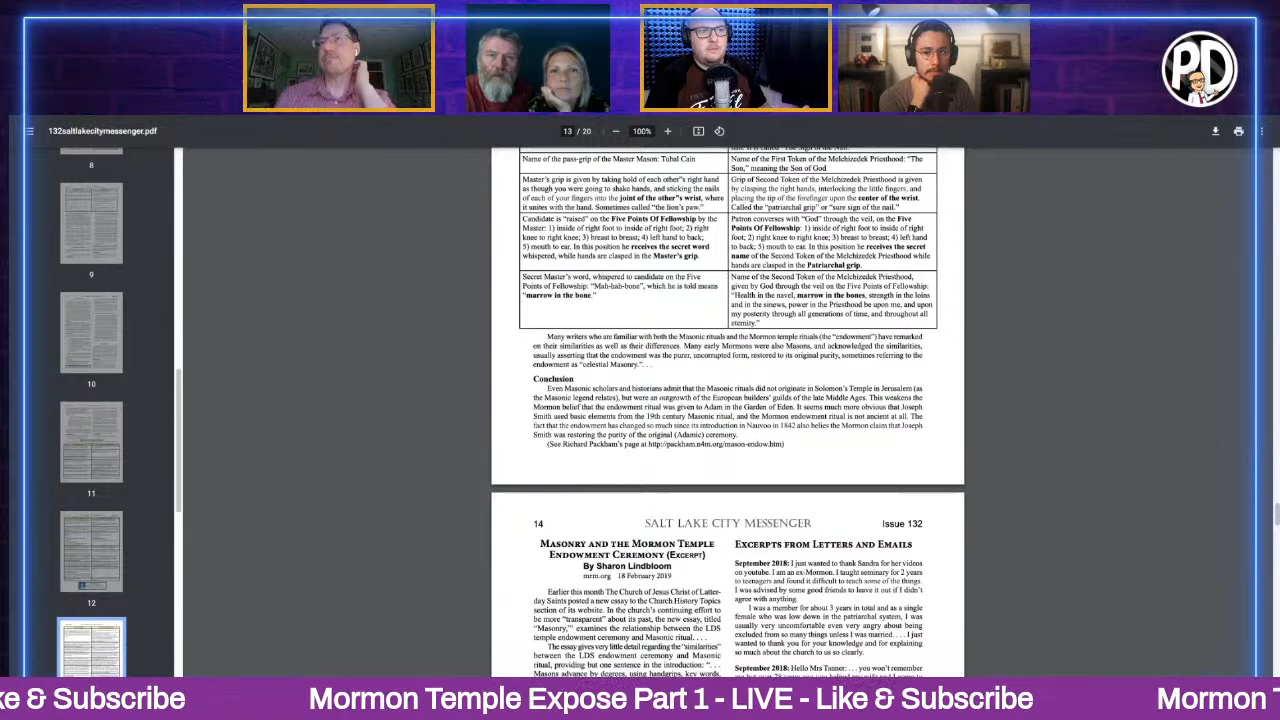 PD
132saltlakecitymessenger.pdf
13 / 20
100%
8
9
10
11
12
Name of the pass-grip of the Master Mason: Tubal Cain
Name of the First Token of the Melchizedek Priesthood: “The
Son,” meaning the Son of God
Master's grip is given by taking hold of each other"s right hand
as though you were going to shake hands, and sticking the nails
of each of your fingers into the joint of the other"s wrist, where
it unites with the hand. Sometimes called “the lion's paw.”
Grip of Second Token of the Melchizedek Priesthood is given
by clasping the right hands, interlocking the little fingers, and
placing the tip of the forefinger upon the center of the wrist.
Called the “patriarchal grip” or “sure sign of the nail.”
Candidate is “raised” on the Five Points Of Fellowship by the
Master: 1) inside of right foot to inside of right foot; 2) right
knee to right knee; 3) breast to breast; 4) left hand to back;
5) mouth to ear. In this position he receives the secret word
whispered, while hands are clasped in the Master's grip.
Patron converses with “God” through the veil, on the Five
Points Of Fellowship: 1) inside of right foot to inside of right
foot; 2) right knee to right knee; 3) breast to breast; 4) left hand
to back; 5) mouth to ear. In this position he receives the secret
name of the Second Token of the Melchizedek Priesthood while
hands are clasped in the Patriarchal grip.
Secret Master's word, whispered to candidate on the Five
Points of Fellowship: “Mah-hah-bone”, which he is told means
“marrow in the bone.”
Name of the Second Token of the Melchizedek Priesthood,
given by God through the veil on the Five Points of Fellowship:
“Health in the navel, marrow in the bones, strength in the loins
and in the sinews, power in the Priesthood be upon me, and upon
my posterity through all generations of time, and throughout all
eternity.”
Many writers who are familiar with both the Masonic rituals and the Mormon temple rituals (the “endowment”) have remarked
on their similarities as well as their differences. Many early Mormons were also Masons, and acknowledged the similarities,
usually asserting that the endowment was the purer, uncorrupted form, restored to its original purity, sometimes referring to the
endowment as “celestial Masonry.”. . .
Conclusion
Even Masonic scholars and historians admit that the Masonic rituals did not originate in Solomon's Temple in Jerusalem (as
the Masonic legend relates), but were an outgrowth of the European builders' guilds of the late Middle Ages. This weakens the
Mormon belief that the endowment ritual was given to Adam in the Garden of Eden. It seems much more obvious that Joseph
Smith used basic elements from the 19th century Masonic ritual, and the Mormon endowment ritual is not ancient at all. The
fact that the endowment has changed so much since its introduction in Nauvoo in 1842 also belies the Mormon claim that Joseph
Smith was restoring the purity of the original (Adamic) ceremony.
(See Richard Packham's page at http://packham.n4m.org/mason-endow.htm)
14
SALT LAKE CITY MESSENGER
Issue 132
MASONRY AND THE MORMON TEMPLE
ENDOWMENT CEREMONY (EXCERPT)
By Sharon Lindbloom
mrm.org 18 February 2019
Earlier this month The Church of Jesus Christ of Latter-
day Saints posted a new essay to the Church History Topics
section of its website. In the church's continuing effort to
be more “transparent” about its past, the new essay, titled
“Masonry,” examines the relationship between the LDS
temple endowment ceremony and Masonic ritual. . . .
The essay gives very little detail regarding the “similarities”
between the LDS endowment ceremony and Masonic
ritual, providing but one sentence in the introduction: “. . .
Masons advance by degrees, using handgrips, key words,
EXCERPTS FROM LETTERS AND EMAILS
September 2018: I just wanted to thank Sandra for her videos
on youtube. I am an ex-Mormon. I taught seminary for 2 years
to teenagers and found it difficult to teach some of the things.
I was advised by some good friends to leave it out if I didn't
agree with anything.
I was a member for about 3 years in total and as a single
female who was low down in the patriarchal system, I was
usually very uncomfortable even very angry about being
excluded from so many things unless I was married. . . . I just
wanted to thank you for your knowledge and for explaining
so much about the church to us so clearly.
September 2018: Hello Mrs Tanner: . . . you won't remember
ke & Subscribe
Mormon Temple Expose Part 1 - LIVE - Like & Subscribe
Mormon T